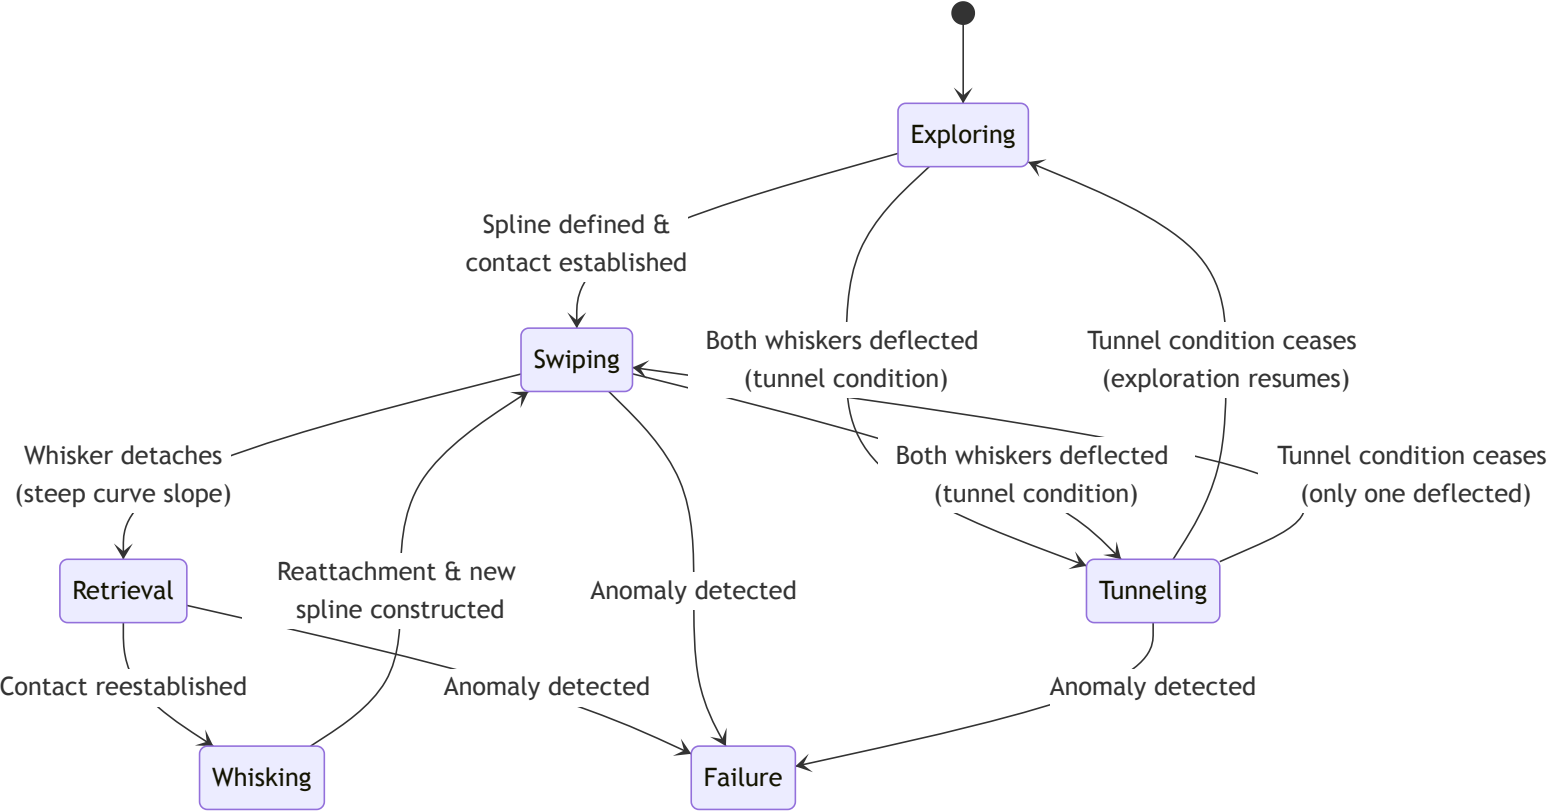 Exploring
Spline defined &
contact established
Both whiskers deflected
(tunnel condition)
Tunnel condition ceases
(exploration resumes)
Swiping
Whisker detaches
(steep curve slope)
Both whiskers deflected
(tunnel condition)
Tunnel condition ceases
(only one deflected)
Retrieval
Reattachment & new
spline constructed
Anomaly detected
Tunneling
Contact reestablished
Anomaly detected
Anomaly detected
Whisking
Failure